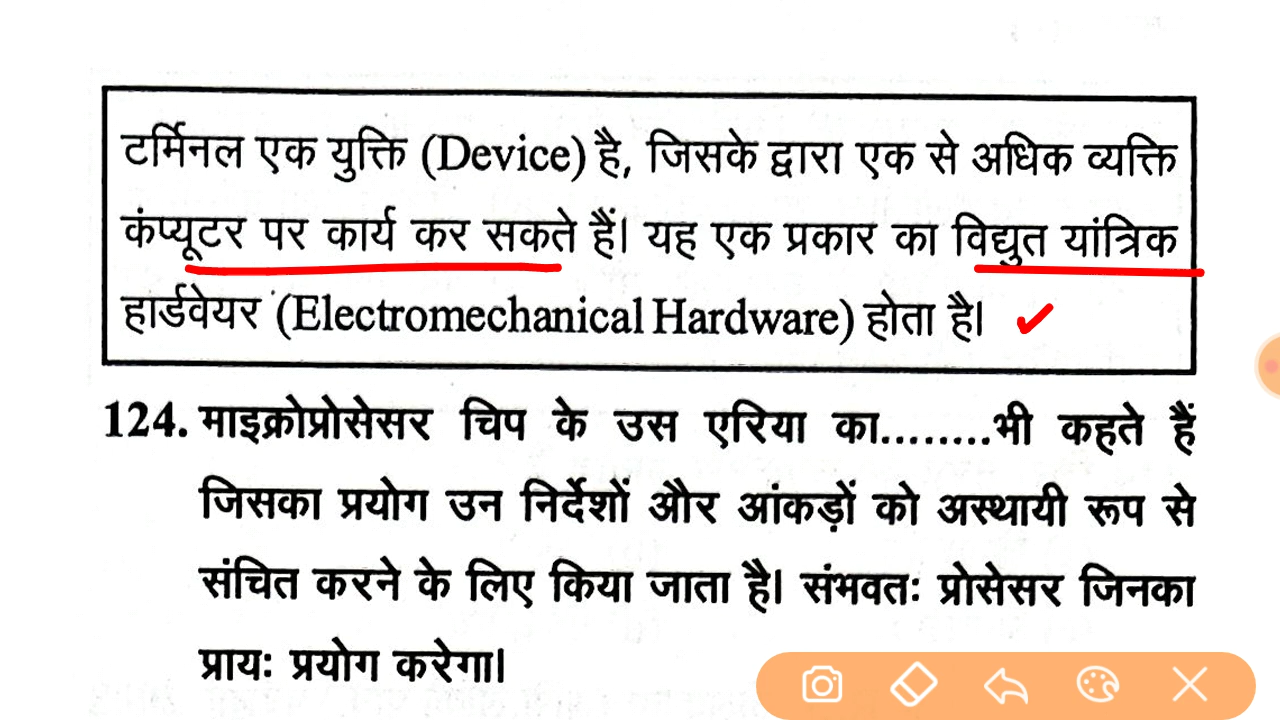 टर्मिनल एक युक्ति (Device) है, जिसके द्वारा एक से अधिक व्यक्ति
कंप्यूटर पर कार्य कर सकते हैं। यह एक प्रकार का विद्युत यांत्रिक
हार्डवेयर (Electromechanical Hardware) होता है।
124. माइक्रोप्रोसेसर चिप के उस एरिया का........भी कहते हैं
जिसका प्रयोग उन निर्देशों और आंकड़ों को अस्थायी रूप से
संचित करने के लिए किया जाता है। संभवतः प्रोसेसर जिनका
प्रायः प्रयोग करेगा।